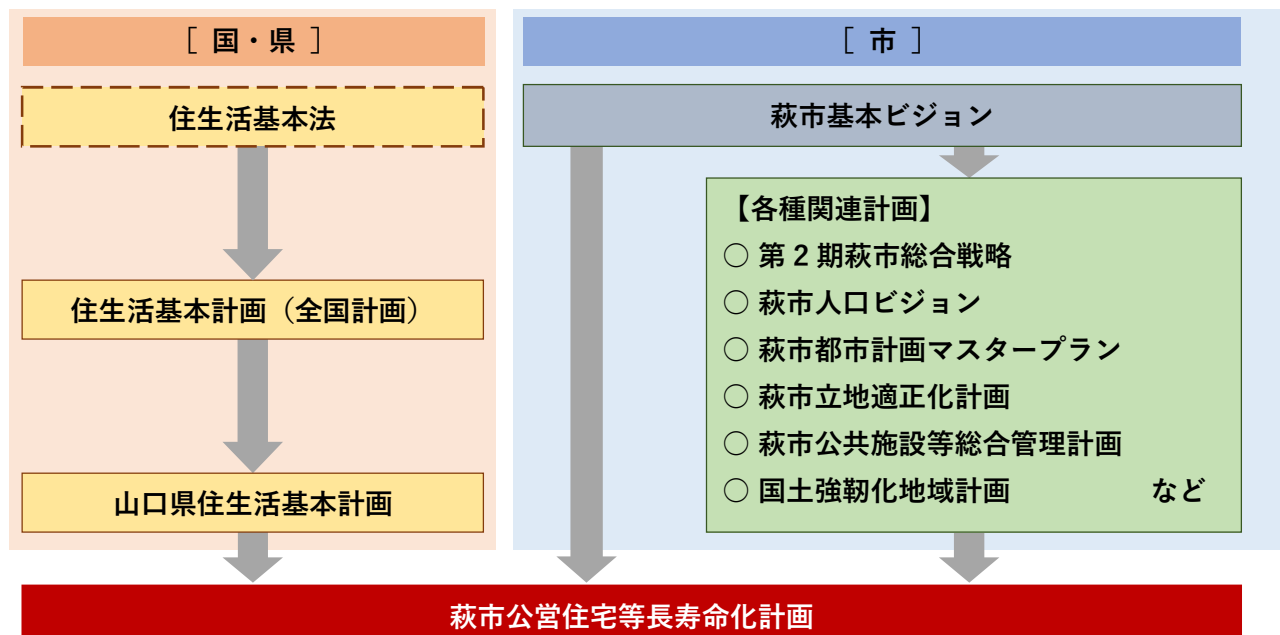 ［ 国・県 ］
住生活基本法
住生活基本計画（全国計画）
山口県住生活基本計画
［ 市 ］
萩市基本ビジョン
【各種関連計画】
○ 第２期萩市総合戦略
○ 萩市人口ビジョン
○ 萩市都市計画マスタープラン
○ 萩市立地適正化計画
○ 萩市公共施設等総合管理計画
○ 国土強靭化地域計画 など
萩市公営住宅等長寿命化計画